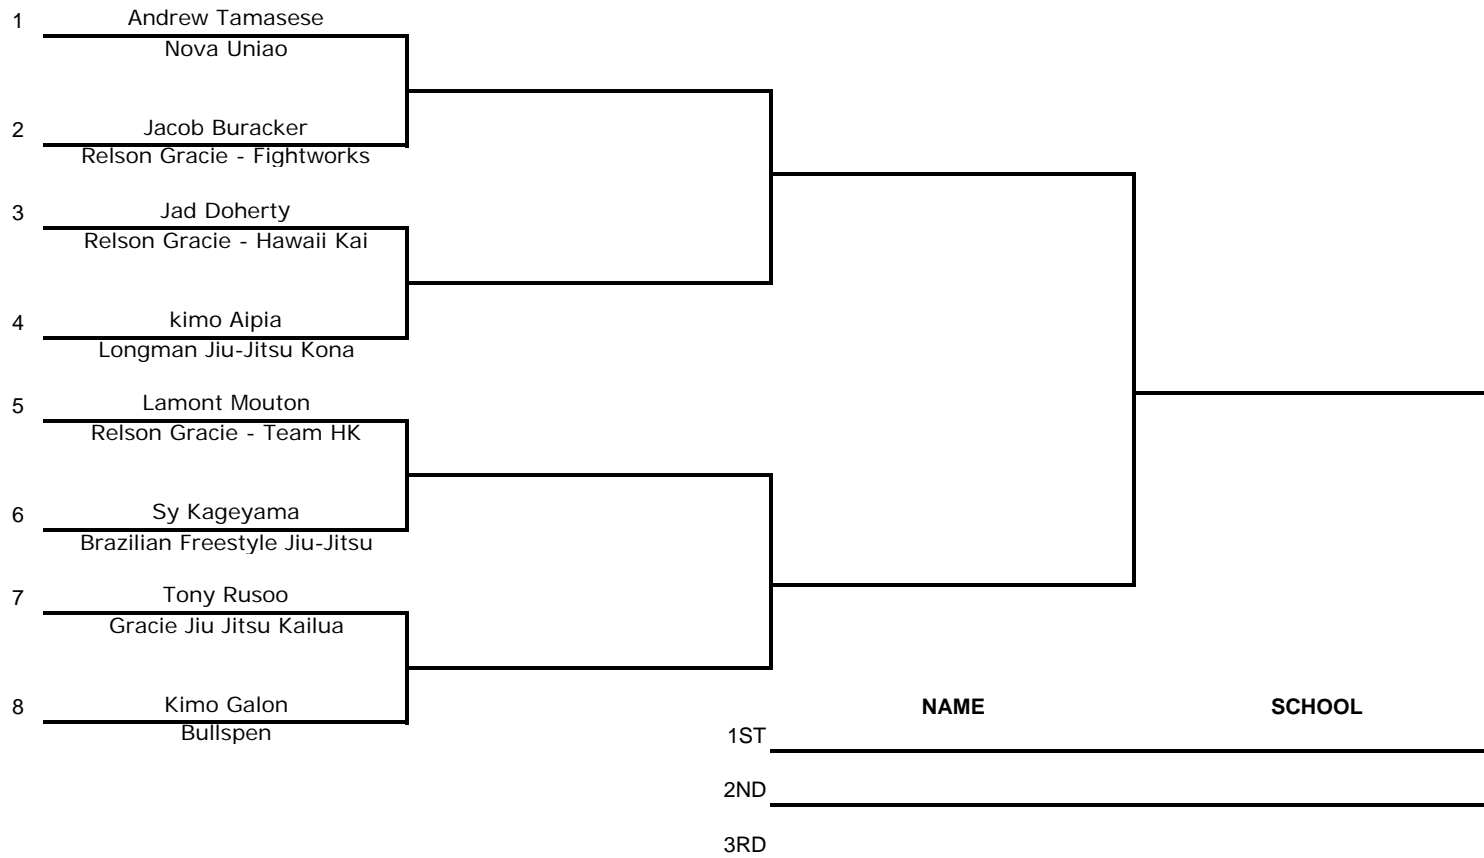 1 Andrew Tamasese
Nova Uniao
2 Jacob Buracker
Relson Gracie - Fightworks
3 Jad Doherty
Relson Gracie - Hawaii Kai
4 kimo Aipia
Longman Jiu-Jitsu Kona
5 Lamont Mouton
Relson Gracie - Team HK
6 Sy Kageyama
Brazilian Freestyle Jiu-Jitsu
7 Tony Rusoo
Gracie Jiu Jitsu Kailua
8 Kimo Galon
Bullspen
NAME SCHOOL
1ST
2ND
3RD